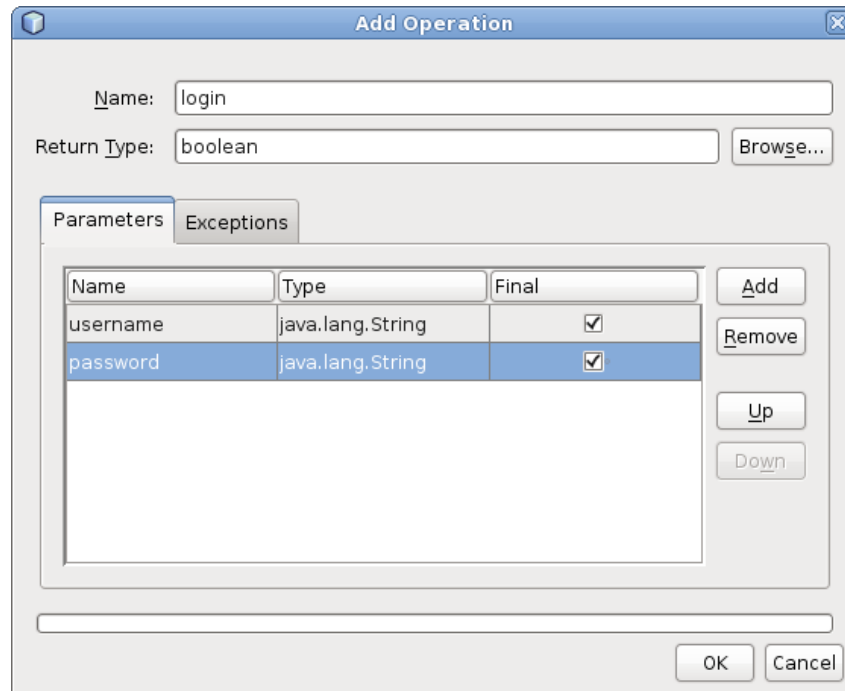 Add Operation
Name: login
Return Type: boolean Browse...
Parameters Exceptions
Name Type Final Add
username java.lang.String
Remove
password java.lang.String
Up
Down
OK Cancel